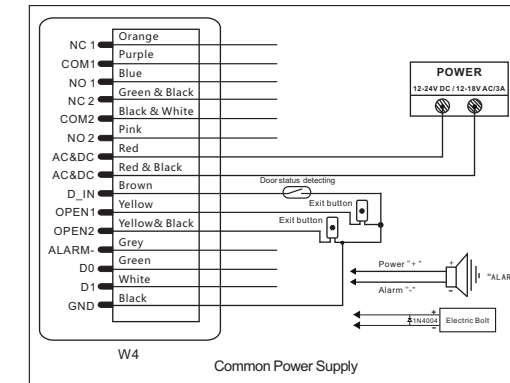 NC 1 Orange
COM1 Purple
NO 1 Blue
NC 2 Green & Black
COM2 Black & White
NO 2 Pink
AC&DC Red
AC&DC Red & Black
D_IN Brown
OPEN1 Yellow
OPEN2 Yellow& Black
ALARM- Grey
D0 Green
D1 White
GND Black
W4
POWER
12-24V DC / 12-18V AC/3A
Door status detecting
Exit button
Exit button
Power "+"
Alarm "-"
+
-
"ALAR
1N4004
+
-
Electric Bolt
Common Power Supply